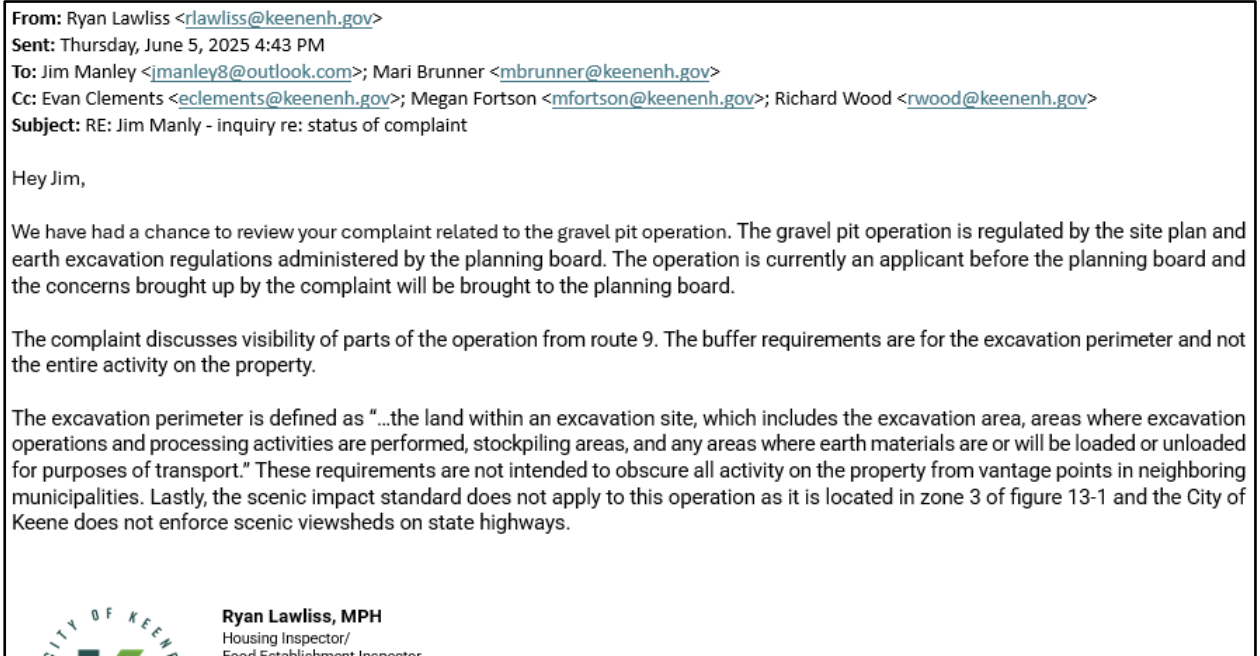 From: Ryan Lawliss <rlawliss@keenenh.gov>
Sent: Thursday, June 5, 2025 4:43 PM
To: Jim Manley <jmanley8@outlook.com>; Mari Brunner <mbrunner@keenenh.gov>
Cc: Evan Clements <eclements@keenenh.gov>; Megan Fortson <mfortson@keenenh.gov>; Richard Wood <rwood@keenenh.gov>
Subject: RE: Jim Manly - inquiry re: status of complaint
Hey Jim,
We have had a chance to review your complaint related to the gravel pit operation. The gravel pit operation is regulated by the site plan and
earth excavation regulations administered by the planning board. The operation is currently an applicant before the planning board and
the concerns brought up by the complaint will be brought to the planning board.
The complaint discusses visibility of parts of the operation from route 9. The buffer requirements are for the excavation perimeter and not
the entire activity on the property.
The excavation perimeter is defined as “…the land within an excavation site, which includes the excavation area, areas where excavation
operations and processing activities are performed, stockpiling areas, and any areas where earth materials are or will be loaded or unloaded
for purposes of transport.” These requirements are not intended to obscure all activity on the property from vantage points in neighboring
municipalities. Lastly, the scenic impact standard does not apply to this operation as it is located in zone 3 of figure 13-1 and the City of
Keene does not enforce scenic viewsheds on state highways.
CITY OF KEENE
Ryan Lawliss, MPH
Housing Inspector/
Food Establishment Inspector